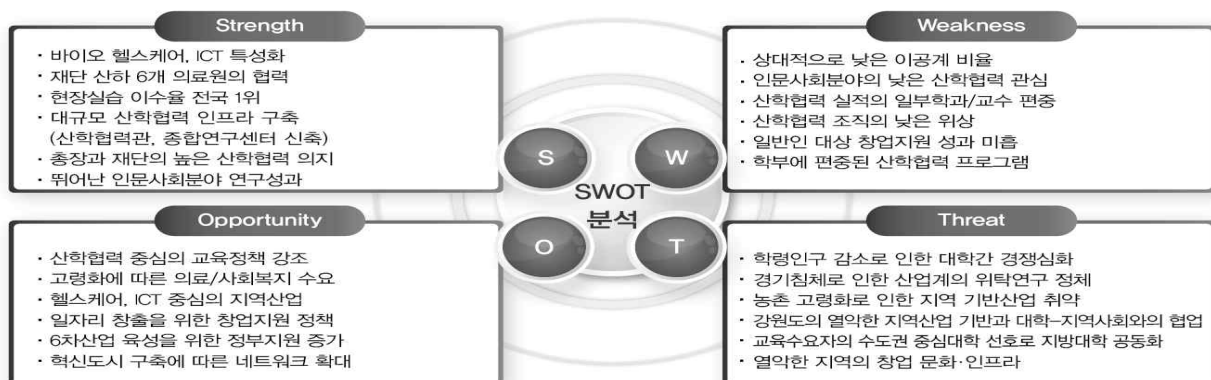 Strength
· 바이오 헬스케어, ICT 특성화
· 재단 산하 6개 의료원의 협력
· 현장실습 이수율 전국 1위
· 대규모 산학협력 인프라 구축
(산학협력관, 종합연구센터 신축)
· 총장과 재단의 높은 산학협력 의지
· 뛰어난 인문사회분야 연구성과
Weakness
· 상대적으로 낮은 이공계 비율
· 인문사회분야의 낮은 산학협력 관심
· 산학협력 실적의 일부학과/교수 편중
· 산학협력 조직의 낮은 위상
· 일반인 대상 창업지원 성과 미흡
· 학부에 편중된 산학협력 프로그램
S
W
SWOT
분석
O
T
Opportunity
· 산학협력 중심의 교육정책 강조
· 고령화에 따른 의료/사회복지 수요
· 헬스케어, ICT 중심의 지역산업
· 일자리 창출을 위한 창업지원 정책
· 6차산업 육성을 위한 정부지원 증가
· 혁신도시 구축에 따른 네트워크 확대
Threat
· 학령인구 감소로 인한 대학간 경쟁심화
· 경기침체로 인한 산업계의 위탁연구 정체
· 농촌 고령화로 인한 지역 기반산업 취약
· 강원도의 열악한 지역산업 기반과 대학-지역사회와의 협업
· 교육수요자의 수도권 중심대학 선호로 지방대학 공동화
· 열악한 지역의 창업 문화·인프라